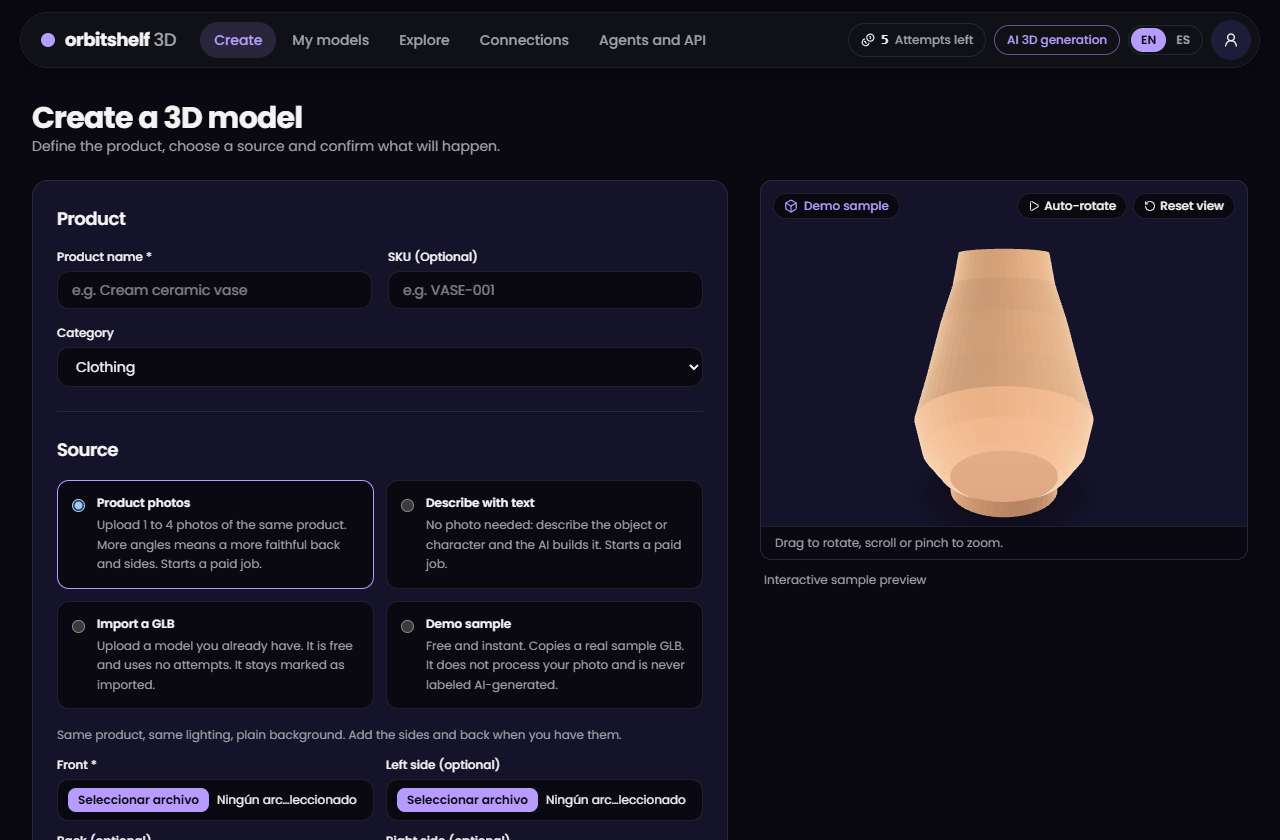 orbitshelf 3D
Create
My models
Explore
Connections
Agents and API
5 Attempts left
AI 3D generation
EN
ES
Create a 3D model
Define the product, choose a source and confirm what will happen.
Product
Product name *
SKU (Optional)
e.g. Cream ceramic vase
e.g. VASE-001
Category
Clothing
Source
Product photos
Upload 1 to 4 photos of the same product.
More angles means a more faithful back
and sides. Starts a paid job.
Describe with text
No photo needed: describe the object or
character and the AI builds it. Starts a paid
job.
Import a GLB
Upload a model you already have. It is free
and uses no attempts. It stays marked as
imported.
Demo sample
Free and instant. Copies a real sample GLB.
It does not process your photo and is never
labeled AI-generated.
Same product, same lighting, plain background. Add the sides and back when you have them.
Front *
Left side (optional)
Seleccionar archivo Ningún arc…leccionado
Seleccionar archivo Ningún arc…leccionado
Back (optional)
Right side (optional)
Demo sample
Auto-rotate
Reset view
Drag to rotate, scroll or pinch to zoom.
Interactive sample preview